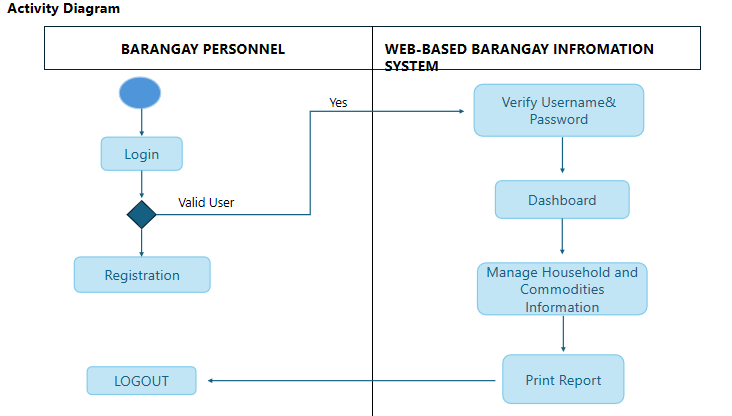 Activity Diagram
BARANGAY PERSONNEL
WEB-BASED BARANGAY INFROMATION
SYSTEM
Yes
Verify Username&
Password
Login
Valid User
Dashboard
Registration
Manage Household and
Commodities
Information
LOGOUT
Print Report